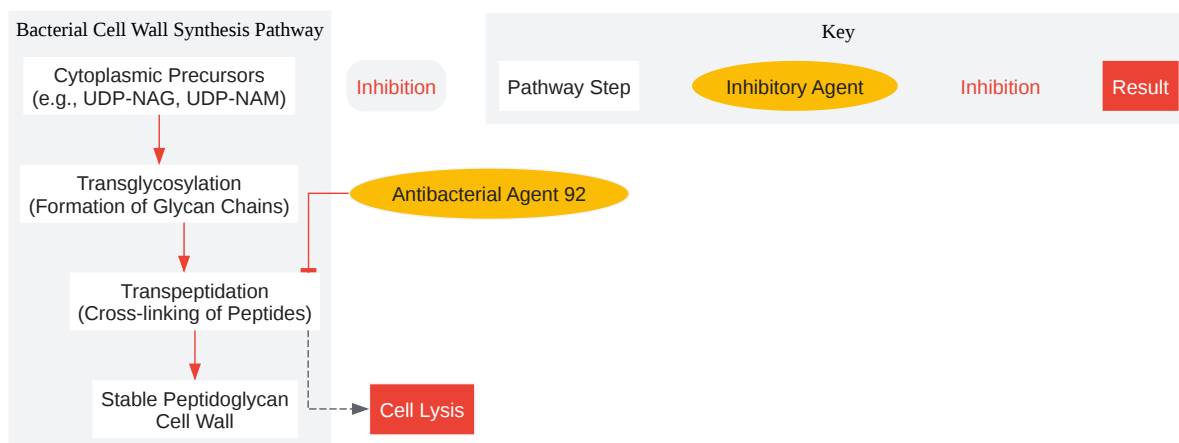 Bacterial Cell Wall Synthesis Pathway
Key
Cytoplasmic Precursors
(e.g., UDP-NAG, UDP-NAM)
Inhibition
Pathway Step
Inhibitory Agent
Inhibition
Result
Transglycosylation
(Formation of Glycan Chains)
Antibacterial Agent 92
Transpeptidation
(Cross-linking of Peptides)
Stable Peptidoglycan
Cell Wall
Cell Lysis